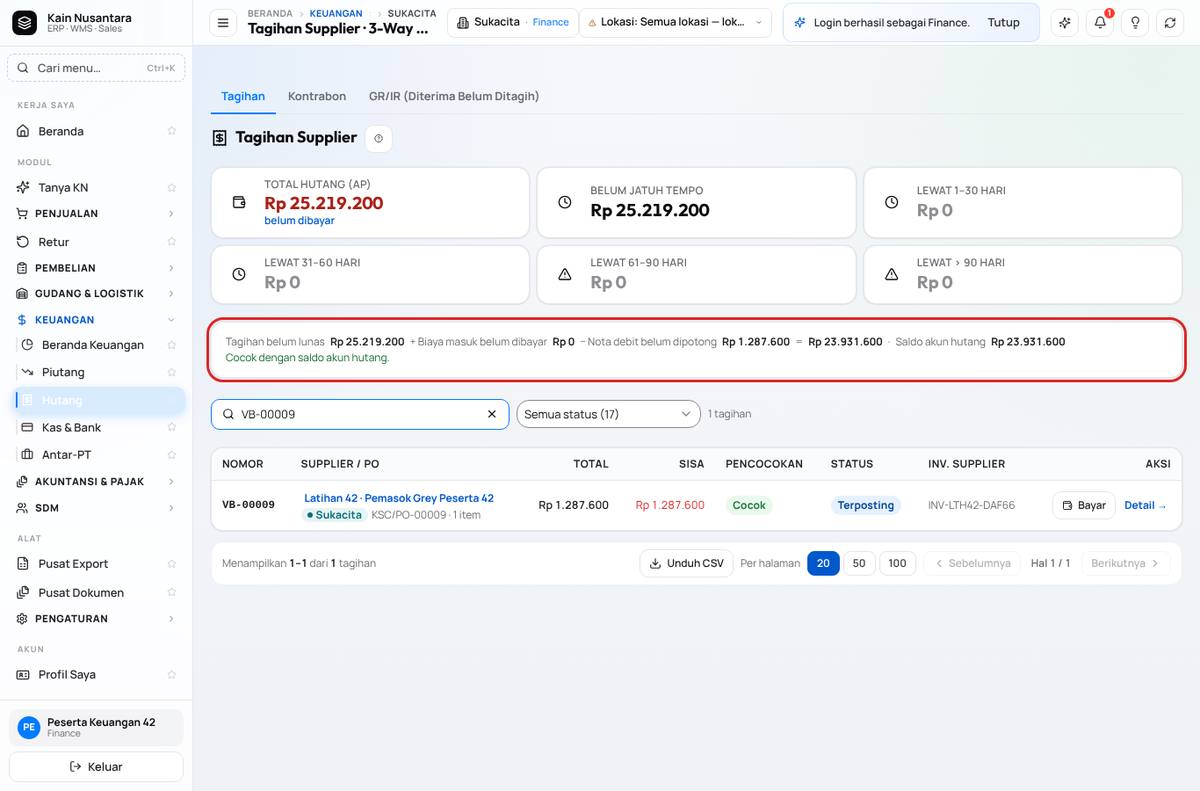 Kain Nusantara
ERP · WMS · Sales
Cari menu...
Ctrl+K
KERJA SAYA
Beranda
MODUL
Tanya KN
PENJUALAN
Retur
PEMBELIAN
GUDANG & LOGISTIK
KEUANGAN
Beranda Keuangan
Piutang
Hutang
Kas & Bank
Antar-PT
AKUNTANSI & PAJAK
SDM
ALAT
Pusat Export
Pusat Dokumen
PENGATURAN
AKUN
Profil Saya
PE
Peserta Keuangan 42
Finance
Keluar
BERANDA › KEUANGAN › SUKACITA
Tagihan Supplier · 3-Way ...
Sukacita · Finance
Lokasi: Semua lokasi — lok...
Login berhasil sebagai Finance. Tutup
1
Tagihan Kontrabon GR/IR (Diterima Belum Ditagih)
Tagihan Supplier
TOTAL HUTANG (AP)
Rp 25.219.200
belum dibayar
BELUM JATUH TEMPO
Rp 25.219.200
LEWAT 1–30 HARI
Rp 0
LEWAT 31–60 HARI
Rp 0
LEWAT 61–90 HARI
Rp 0
LEWAT > 90 HARI
Rp 0
Tagihan belum lunas Rp 25.219.200 + Biaya masuk belum dibayar Rp 0 − Nota debit belum dipotong Rp 1.287.600 = Rp 23.931.600 · Saldo akun hutang Rp 23.931.600
Cocok dengan saldo akun hutang.
VB-00009
Semua status (17)
1 tagihan
NOMOR SUPPLIER / PO TOTAL SISA PENCOCOKAN STATUS INV. SUPPLIER AKSI
VB-00009 Latihan 42 · Pemasok Grey Peserta 42 Rp 1.287.600 Rp 1.287.600 Cocok Terposting INV-LTH42-DAF66 Bayar Detail →
Sukacita KSC/PO-00009 · 1 item
Menampilkan 1–1 dari 1 tagihan
Unduh CSV Per halaman 20 50 100 Sebelumnya Hal 1 / 1 Berikutnya